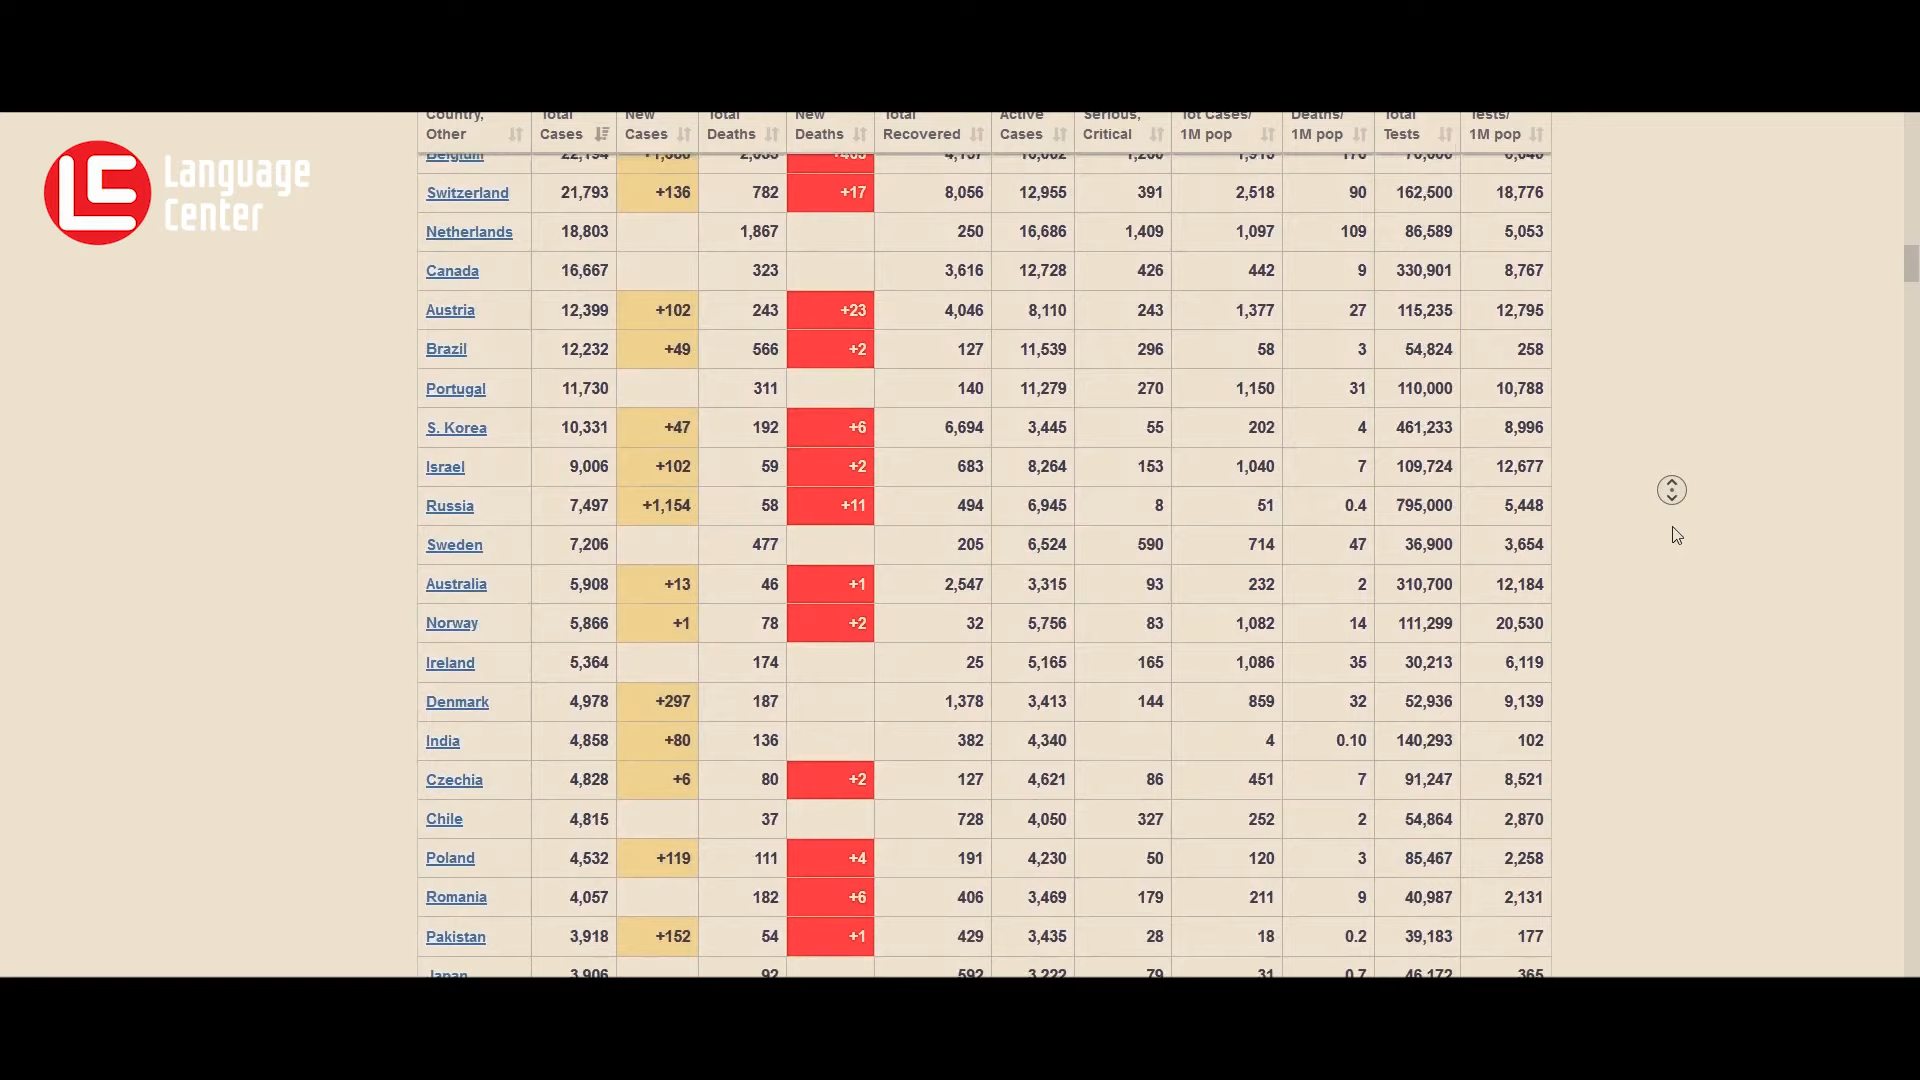 Language
Center
Country, Other Total Cases New Cases Total Deaths New Deaths Total Recovered Active Cases Serious, Critical Tot Cases/ 1M pop Deaths/ 1M pop Total Tests Tests/ 1M pop
Belgium
Switzerland 21,793 +136 782 +17 8,056 12,955 391 2,518 90 162,500 18,776
Netherlands 18,803 1,867 250 16,686 1,409 1,097 109 86,589 5,053
Canada 16,667 323 3,616 12,728 426 442 9 330,901 8,767
Austria 12,399 +102 243 +23 4,046 8,110 243 1,377 27 115,235 12,795
Brazil 12,232 +49 566 +2 127 11,539 296 58 3 54,824 258
Portugal 11,730 311 140 11,279 270 1,150 31 110,000 10,788
S. Korea 10,331 +47 192 +6 6,694 3,445 55 202 4 461,233 8,996
Israel 9,006 +102 59 +2 683 8,264 153 1,040 7 109,724 12,677
Russia 7,497 +1,154 58 +11 494 6,945 8 51 0.4 795,000 5,448
Sweden 7,206 477 205 6,524 590 714 47 36,900 3,654
Australia 5,908 +13 46 +1 2,547 3,315 93 232 2 310,700 12,184
Norway 5,866 +1 78 +2 32 5,756 83 1,082 14 111,299 20,530
Ireland 5,364 174 25 5,165 165 1,086 35 30,213 6,119
Denmark 4,978 +297 187 1,378 3,413 144 859 32 52,936 9,139
India 4,858 +80 136 382 4,340 4 0.10 140,293 102
Czechia 4,828 +6 80 +2 127 4,621 86 451 7 91,247 8,521
Chile 4,815 37 728 4,050 327 252 2 54,864 2,870
Poland 4,532 +119 111 +4 191 4,230 50 120 3 85,467 2,258
Romania 4,057 182 +6 406 3,469 179 211 9 40,987 2,131
Pakistan 3,918 +152 54 +1 429 3,435 28 18 0.2 39,183 177
Japan 3,906 92 592 3,222 79 31 0.7 46,172 365